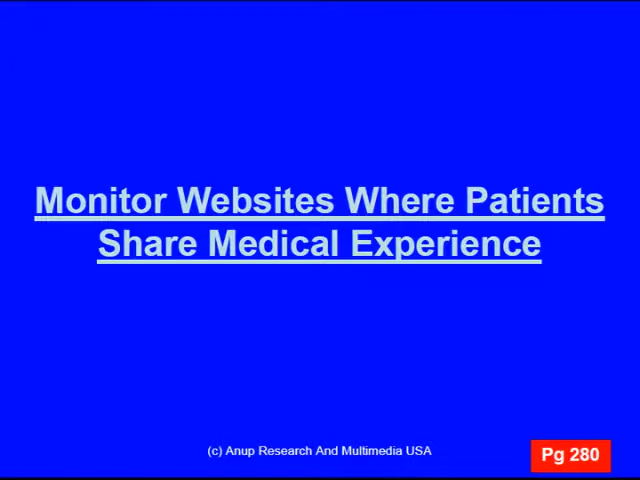 Monitor Websites Where Patients
Share Medical Experience
(c) Anup Research And Multimedia USA
Pg 280